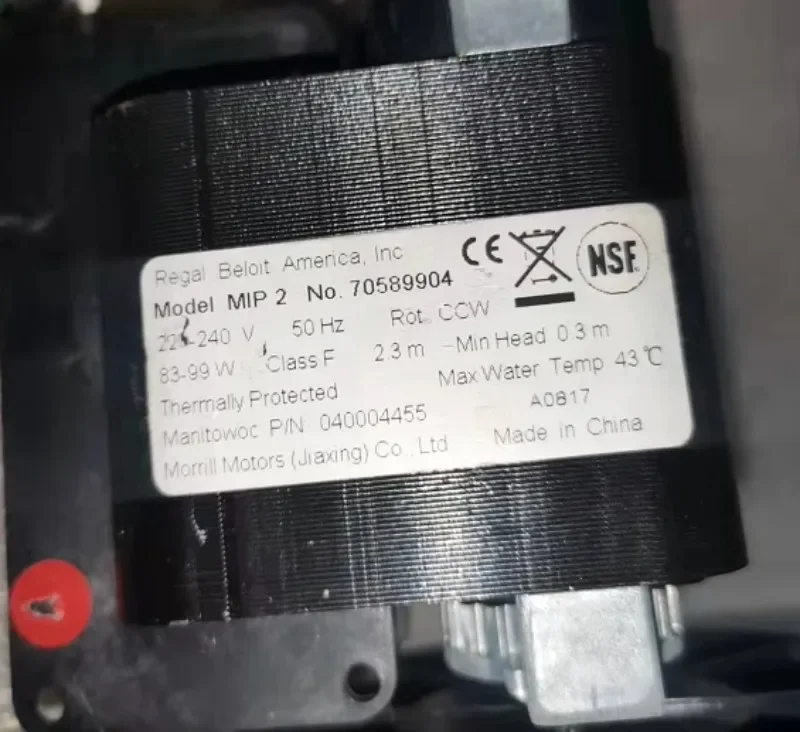 Regal Beloit America, Inc
CE
NSF
Model MIP 2 No. 70589904
-240 V 50 Hz Rot. CCW
83-99 W Class F 2.3 m -Min Head 0.3 m
Thermally Protected Max Water Temp 43℃
Manitowoc P/N 040004455 A0817
Morrill Motors (Jiaxing) Co., Ltd Made in China